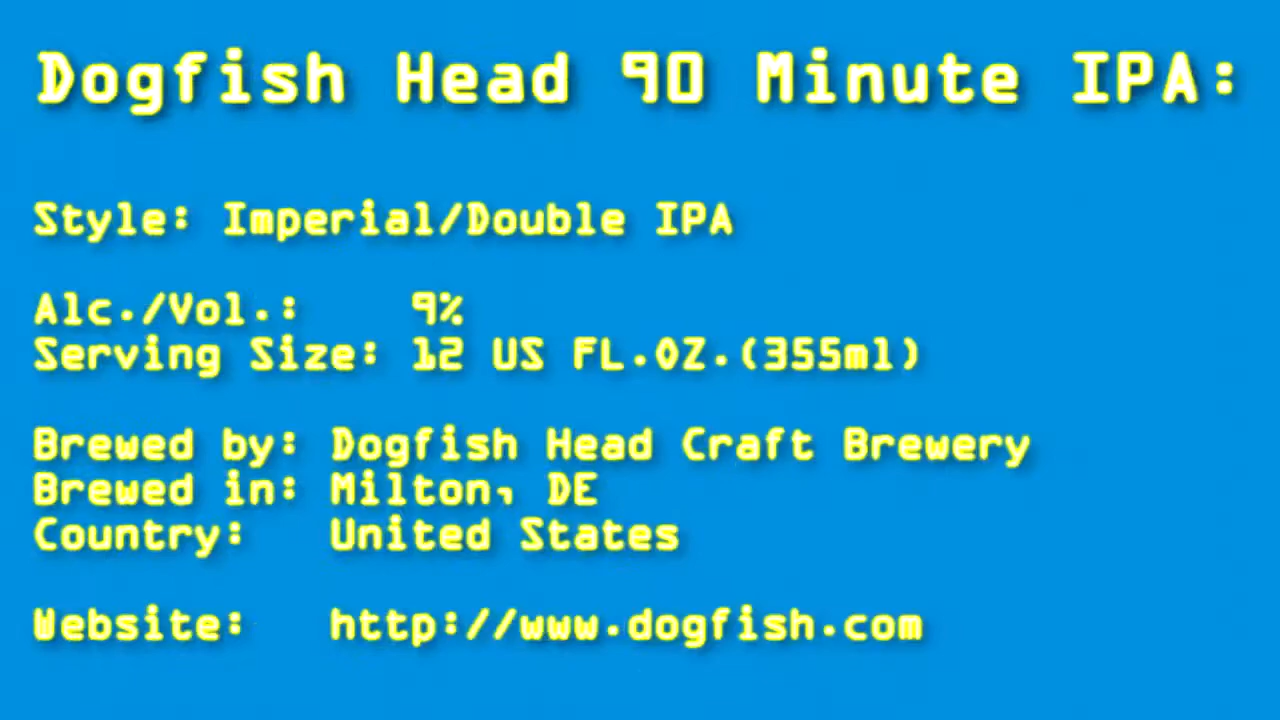 Dogfish Head 90 Minute IPA:
Style: Imperial/Double IPA
Alc./Vol.: 9%
Serving Size: 12 US FL.OZ.(355ml)
Brewed by: Dogfish Head Craft Brewery
Brewed in: Milton, DE
Country: United States
Website: http://www.dogfish.com